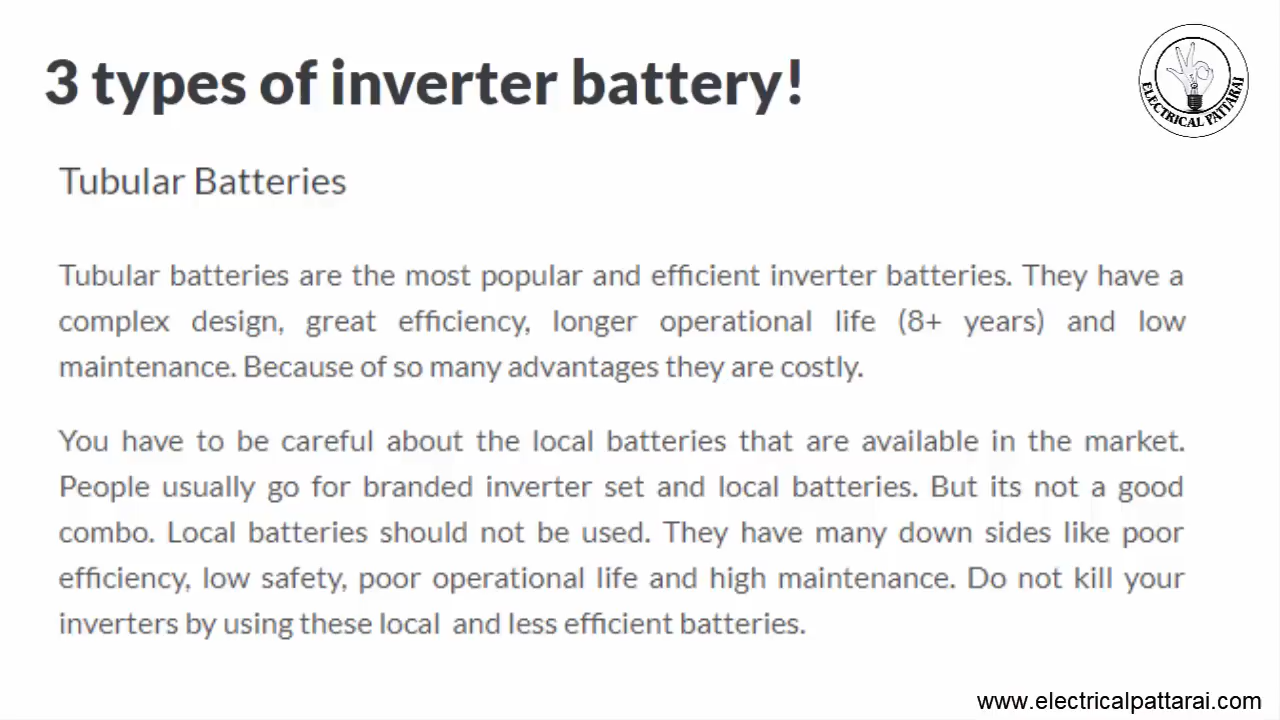 3 types of inverter battery!
ELECTRICAL PATTARAI
Tubular Batteries
Tubular batteries are the most popular and efficient inverter batteries. They have a
complex design, great efficiency, longer operational life (8+ years) and low
maintenance. Because of so many advantages they are costly.
You have to be careful about the local batteries that are available in the market.
People usually go for branded inverter set and local batteries. But its not a good
combo. Local batteries should not be used. They have many down sides like poor
efficiency, low safety, poor operational life and high maintenance. Do not kill your
inverters by using these local and less efficient batteries.
www.electricalpattarai.com